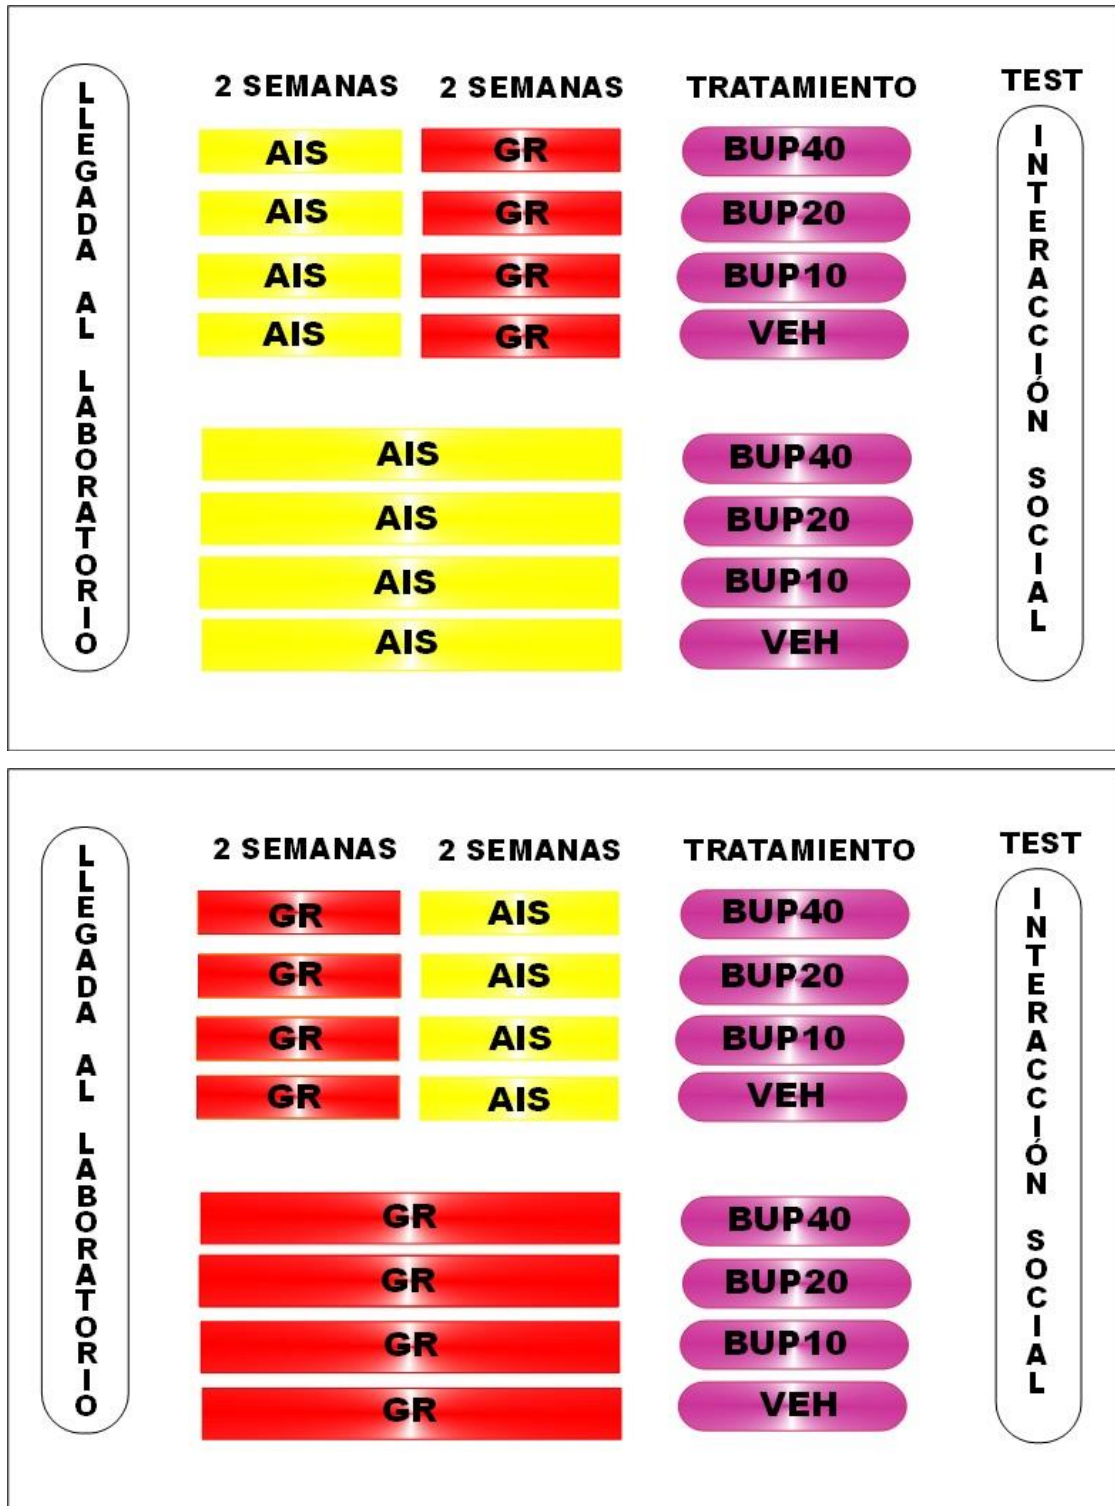 LLEGADA AL LABORATORIO
2 SEMANAS 2 SEMANAS TRATAMIENTO TEST
AIS GR BUP40
AIS GR BUP20
AIS GR BUP10
AIS GR VEH
AIS BUP40
AIS BUP20
AIS BUP10
AIS VEH
INTERACCIÓN SOCIAL
LLEGADA AL LABORATORIO
2 SEMANAS 2 SEMANAS TRATAMIENTO TEST
GR AIS BUP40
GR AIS BUP20
GR AIS BUP10
GR AIS VEH
GR BUP40
GR BUP20
GR BUP10
GR VEH
INTERACCIÓN SOCIAL